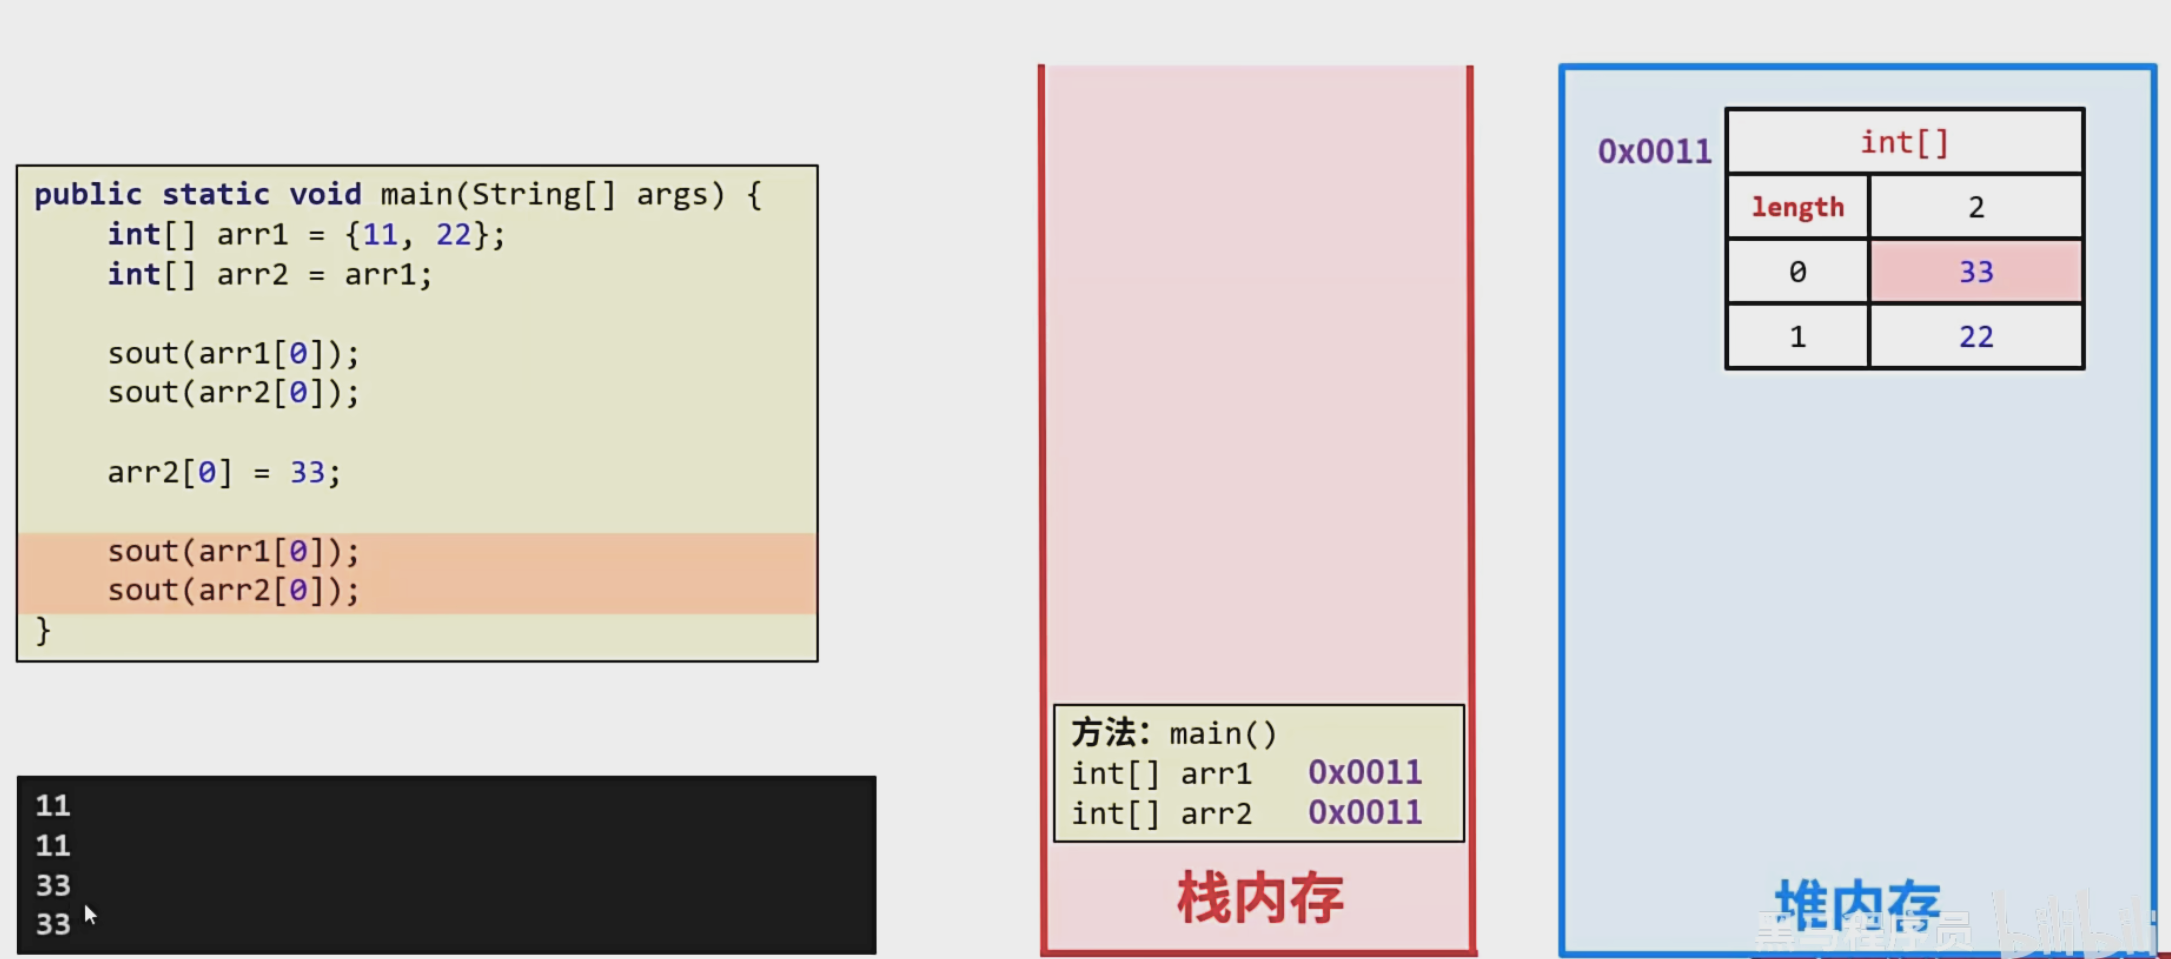 public static void main(String[] args) {
int[] arr1 = {11, 22};
int[] arr2 = arr1;
sout(arr1[0]);
sout(arr2[0]);
arr2[0] = 33;
sout(arr1[0]);
sout(arr2[0]);
}
11
11
33
33
方法：main()
int[] arr1 0x0011
int[] arr2 0x0011
栈内存
0x0011
int[]
length 2
0 33
1 22
堆内存
黑马程序员 bilibili